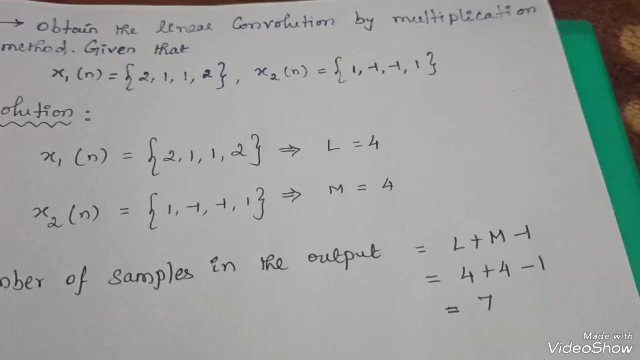 → Obtain the linear Convolution by multiplication
method. Given that
x₁(n) = {2, 1, 1, 2}, x₂(n) = {1, -1, -1, 1}
olution :
x₁(n) = {2, 1, 1, 2} ⇒ L = 4
x₂(n) = {1, -1, -1, 1} ⇒ M = 4
ober of samples in the output = L + M - 1
= 4 + 4 - 1
= 7
Made with
VideoShow